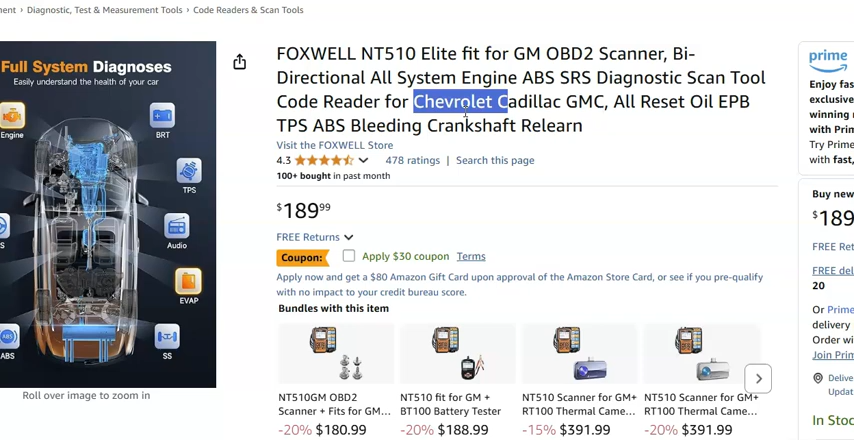 ment › Diagnostic, Test & Measurement Tools › Code Readers & Scan Tools
Full System Diagnoses
Easily understand the health of your car
Engine
BRT
TPS
Audio
EVAP
ABS
SS
S
Roll over image to zoom in
FOXWELL NT510 Elite fit for GM OBD2 Scanner, Bi-
Directional All System Engine ABS SRS Diagnostic Scan Tool
Code Reader for Chevrolet Cadillac GMC, All Reset Oil EPB
TPS ABS Bleeding Crankshaft Relearn
Visit the FOXWELL Store
4.3 478 ratings | Search this page
100+ bought in past month
$189.99
FREE Returns
Coupon: Apply $30 coupon Terms
Apply now and get a $80 Amazon Gift Card upon approval of the Amazon Store Card, or see if you pre-qualify
with no impact to your credit bureau score.
Bundles with this item
NT510GM OBD2
Scanner + Fits for GM...
-20% $180.99
NT510 fit for GM +
BT100 Battery Tester
-20% $188.99
NT510 Scanner for GM+
RT100 Thermal Came...
-15% $391.99
NT510 Scanner for GM+
RT100 Thermal Came...
-20% $391.99
prime
Enjoy fas
exclusive
winning
with Prim
Try Prime
with fast,
Buy new
$189
FREE Ret
FREE del
20
Or Prime
delivery
Order wi
Join Prim
Delive
Updat
In Stoc